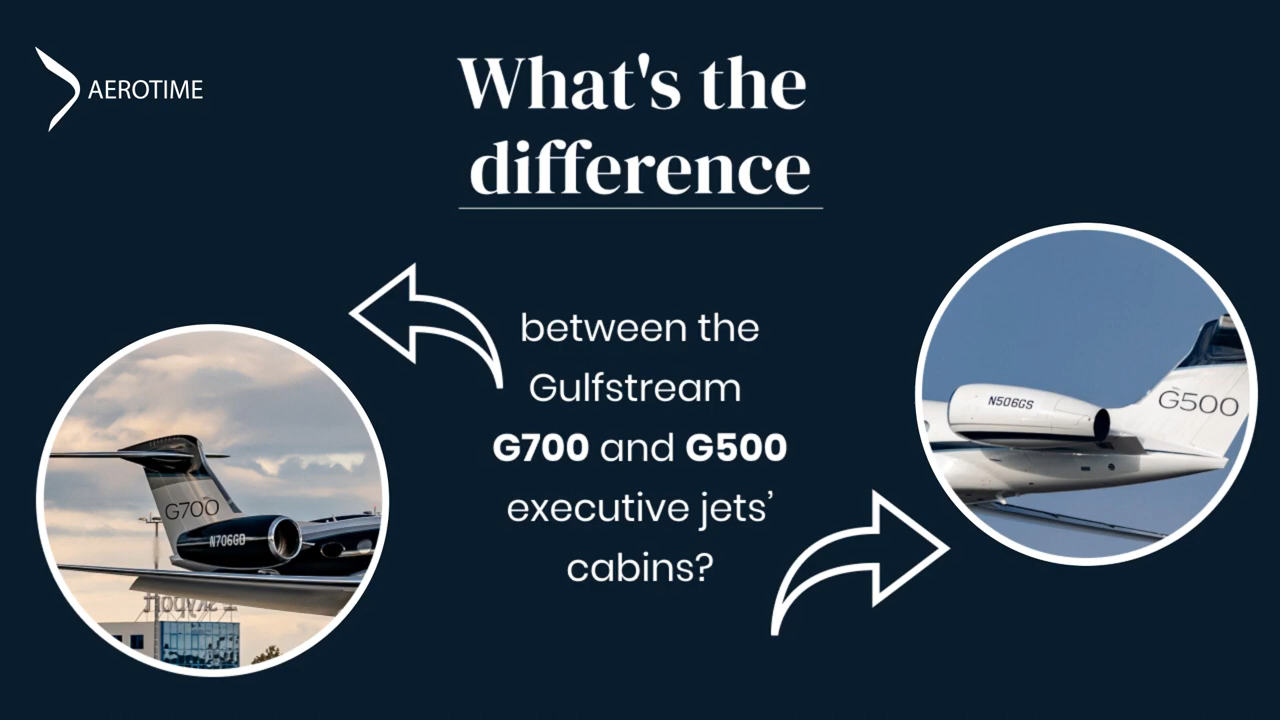 AEROTIME
What's the
difference
between the
Gulfstream
G700 and G500
executive jets’
cabins?
G700
N706GD
N506GS
G500